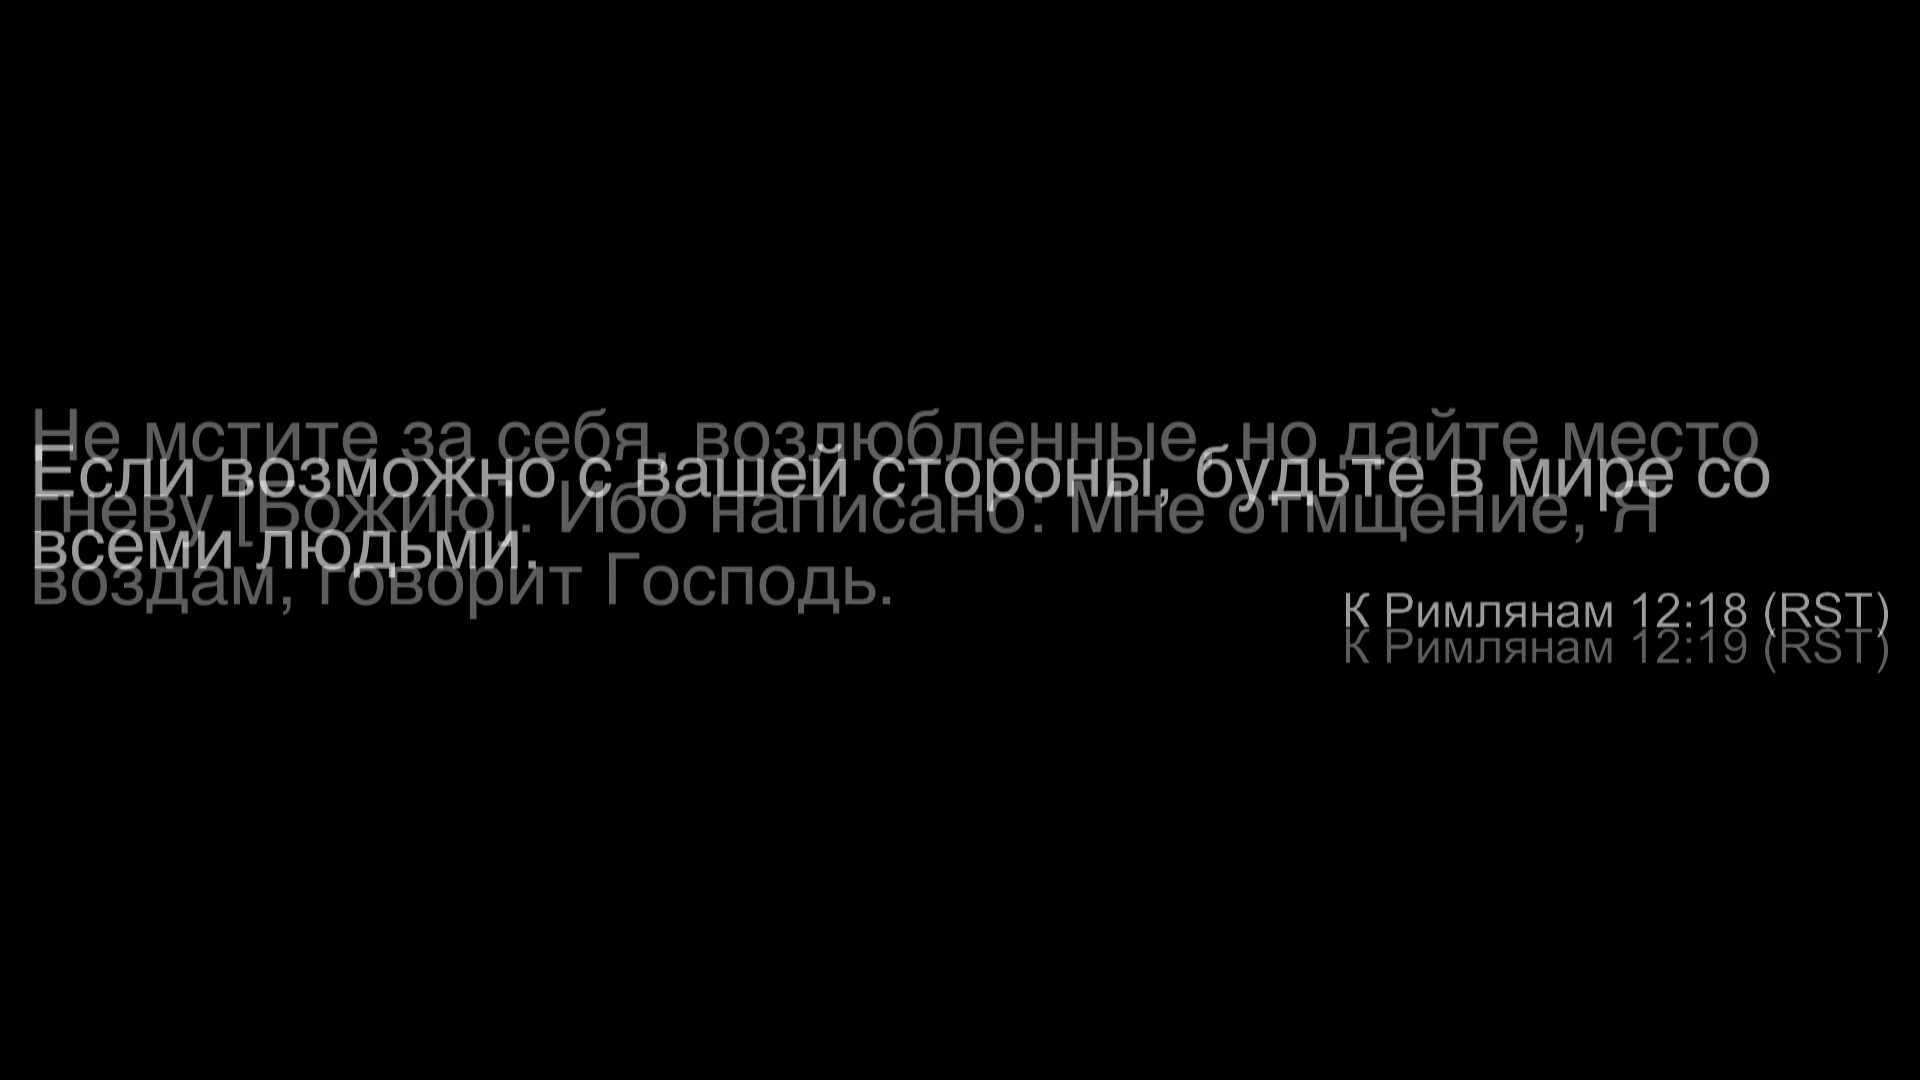 Не мстите за себя, возлюбленные, но дайте место
Если возможно с вашей стороны, будьте в мире со
гневу [Божию]. Ибо написано: Мне отмщение, Я
всеми людьми.
воздам, говорит Господь.
К Римлянам 12:18 (RST)
К Римлянам 12:19 (RST)